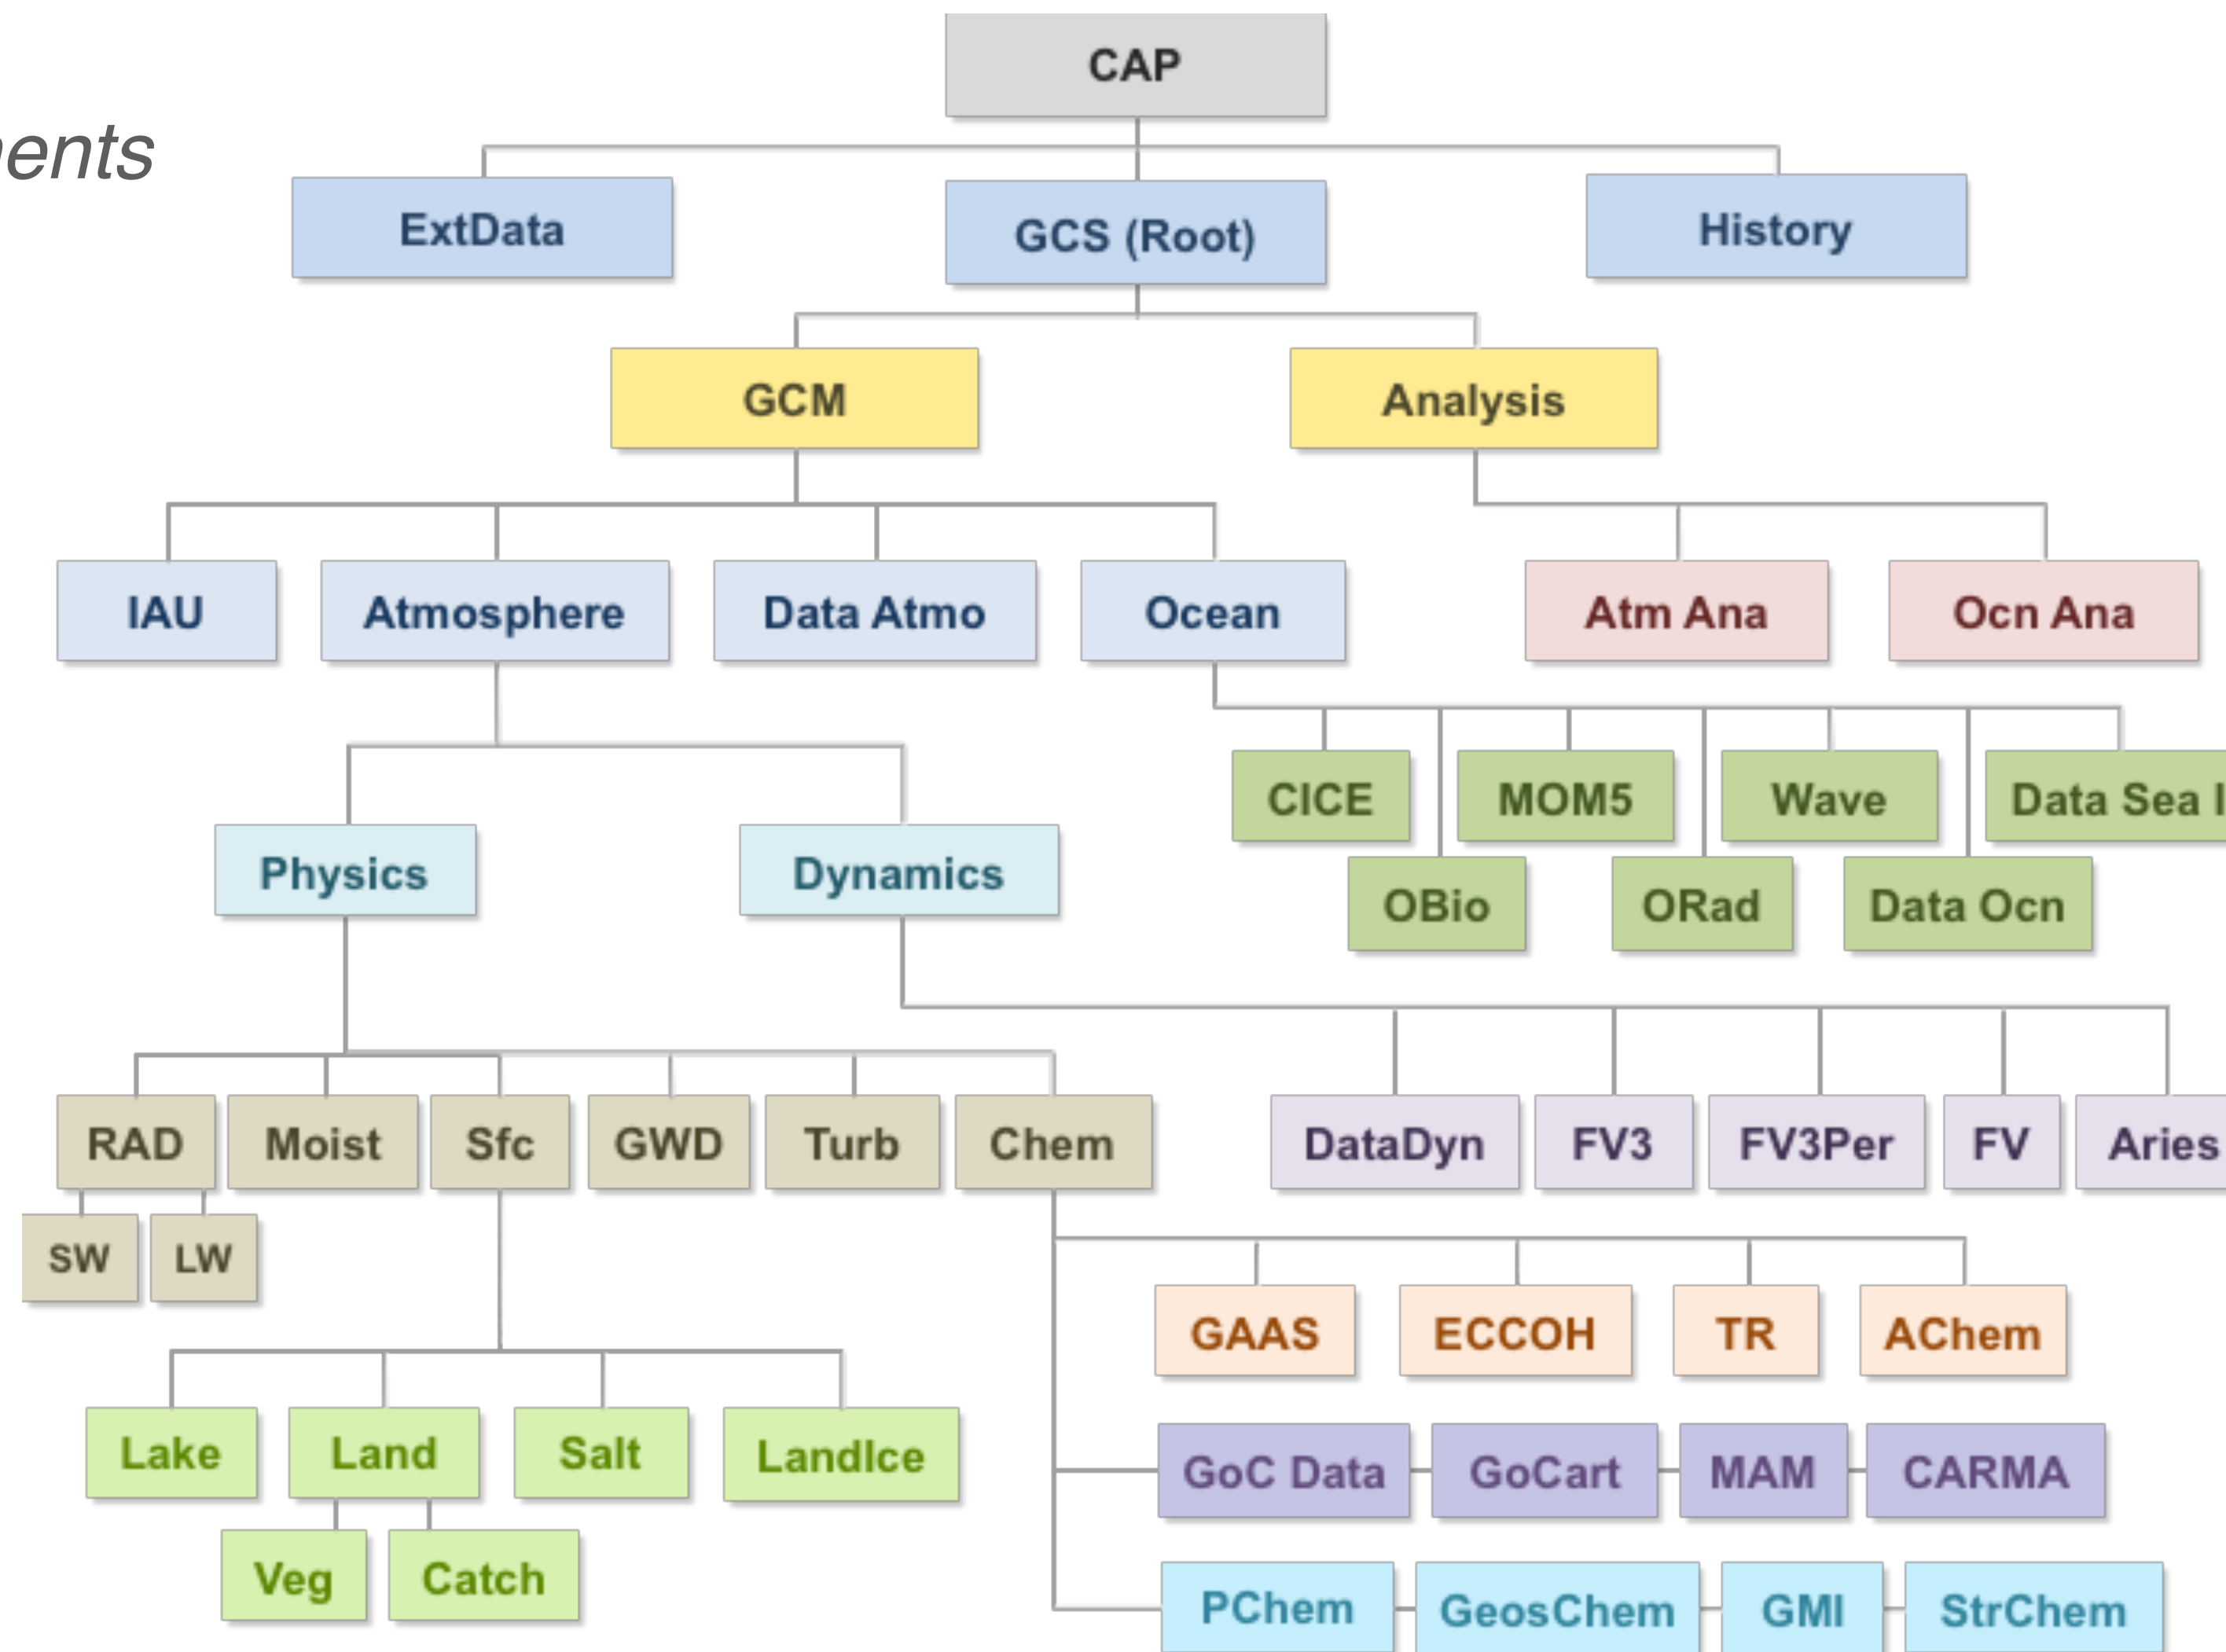 CAP
ents
ExtData
GCS (Root)
History
GCM
Analysis
IAU
Atmosphere
Data Atmo
Ocean
Atm Ana
Ocn Ana
CICE
MOM5
Wave
Data Sea I
Physics
Dynamics
OBio
ORad
Data Ocn
RAD
Moist
Sfc
GWD
Turb
Chem
DataDyn
FV3
FV3Per
FV
Aries
SW
LW
GAAS
ECCOH
TR
AChem
Lake
Land
Salt
LandIce
GoC Data
GoCart
MAM
CARMA
Veg
Catch
PChem
GeosChem
GMI
StrChem